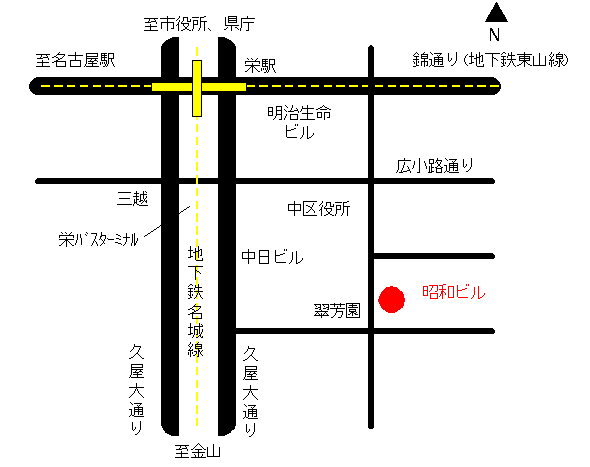 至市役所、県庁
N
至名古屋駅
栄駅
錦通り(地下鉄東山線)
明治生命
ビル
広小路通り
三越
中区役所
栄ﾊﾞｽﾀｰﾐﾅﾙ
地下鉄名城線
中日ビル
昭和ビル
翠芳園
久屋大通り
久屋大通り
至金山